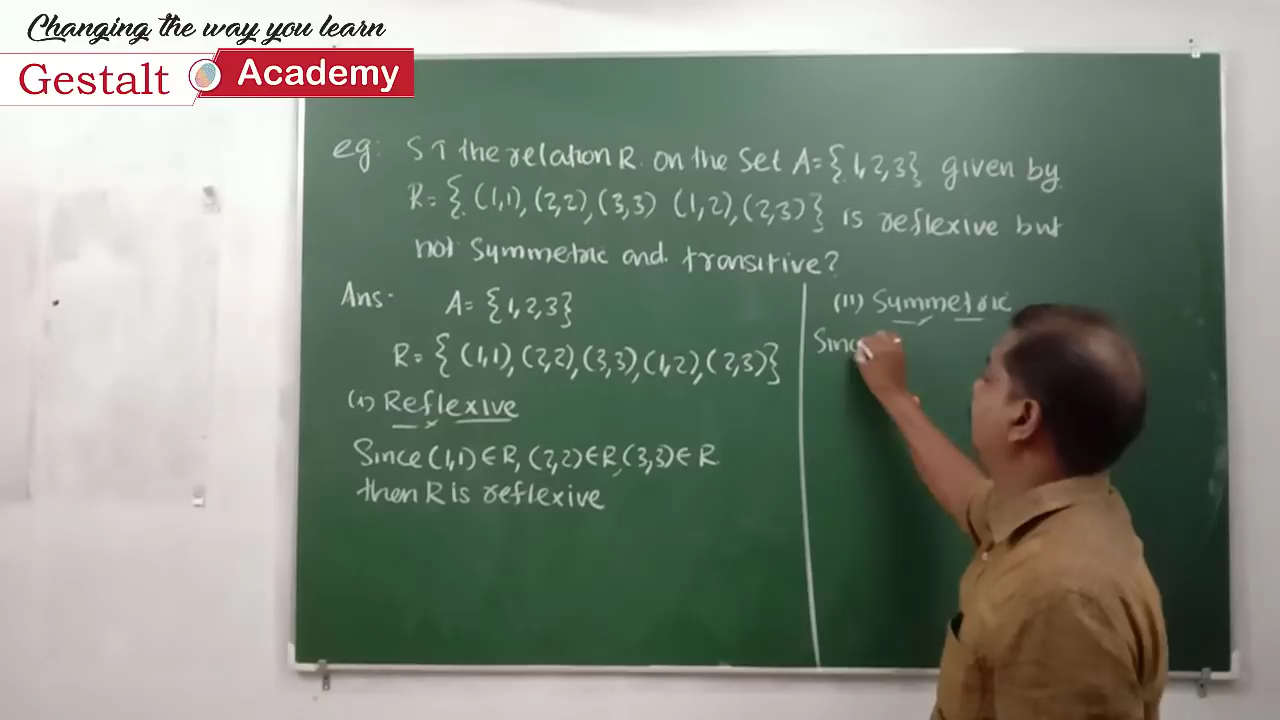 Changing the way you learn
Gestalt Academy
eg: S T the relation R on the set A={1,2,3} given by
R={ (1,1),(2,2),(3,3) (1,2),(2,3)} is reflexive but
not symmetric and transitive?
Ans- A= {1,2,3}
R= { (1,1),(2,2),(3,3),(1,2),(2,3)}
(i) Reflexive
Since (1,1)∈R, (2,2)∈R,(3,3)∈R
then R is reflexive
(ii) Symmetric
Sinc